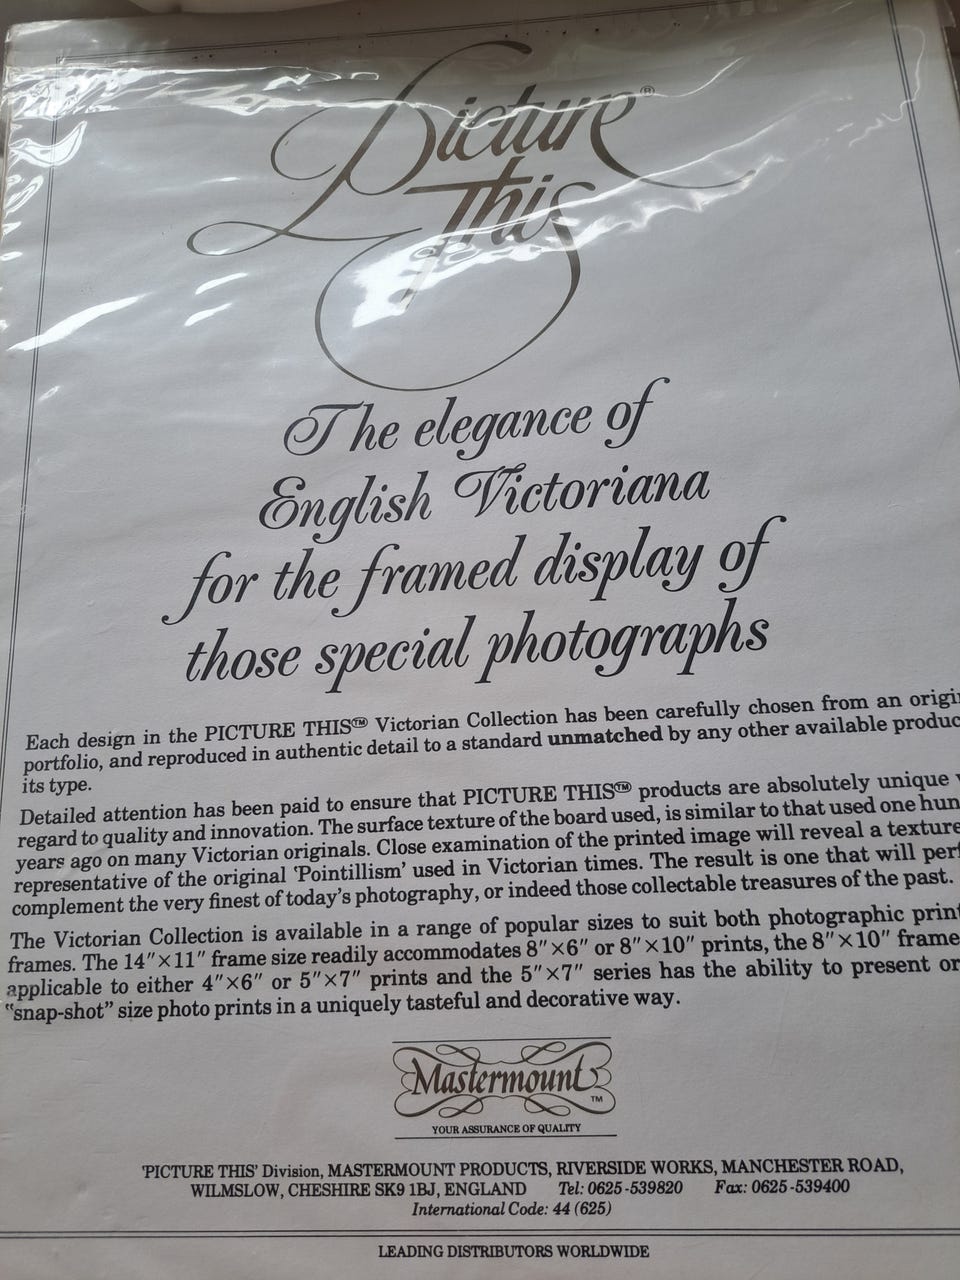 Picture®
This
The elegance of
English Victoriana
for the framed display of
those special photographs
Each design in the PICTURE THIS™ Victorian Collection has been carefully chosen from an
portfolio, and reproduced in authentic detail to a standard unmatched by any other available
its type.
Detailed attention has been paid to ensure that PICTURE THIS™ products are absolutely unique
regard to quality and innovation. The surface texture of the board used, is similar to that used one
years ago on many Victorian originals. Close examination of the printed image will reveal a texture
representative of the original 'Pointillism' used in Victorian times. The result is one that will
complement the very finest of today's photography, or indeed those collectable treasures of the past.
The Victorian Collection is available in a range of popular sizes to suit both photographic
frames. The 14"×11" frame size readily accommodates 8"×6" or 8"×10" prints, the 8"×10" frame
applicable to either 4"×6" or 5"×7" prints and the 5"×7" series has the ability to present
"snap-shot" size photo prints in a uniquely tasteful and decorative way.
Mastermount™
YOUR ASSURANCE OF QUALITY
'PICTURE THIS' Division, MASTERMOUNT PRODUCTS, RIVERSIDE WORKS, MANCHESTER ROAD,
WILMSLOW, CHESHIRE SK9 1BJ, ENGLAND Tel: 0625-539820 Fax: 0625-539400
International Code: 44 (625)
LEADING DISTRIBUTORS WORLDWIDE